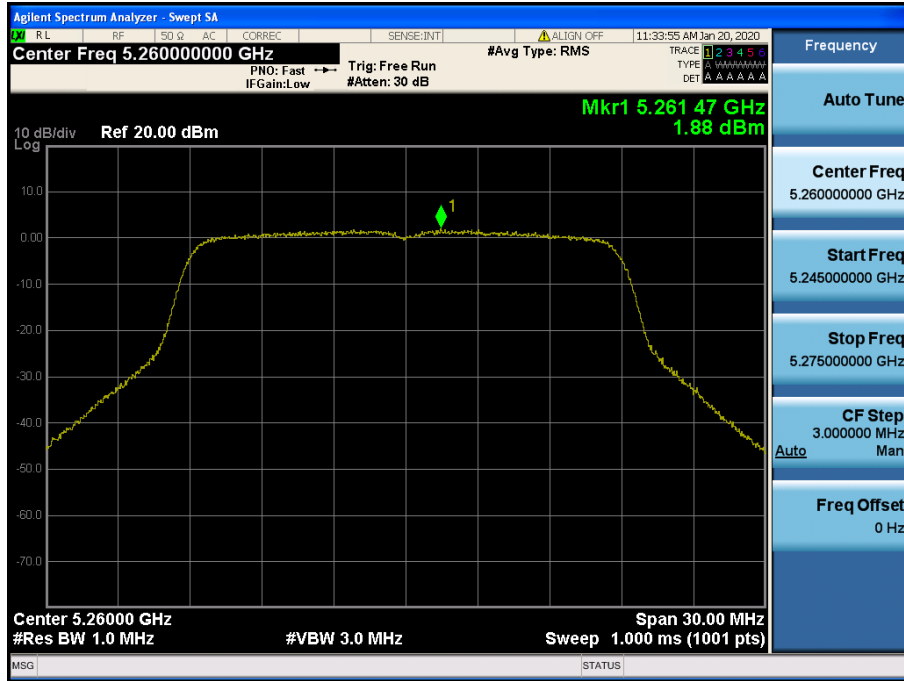 Agilent Spectrum Analyzer - Swept SA
LXI RL RF 50 Ω AC CORREC SENSE:INT ALIGN OFF 11:33:55 AM Jan 20, 2020
Center Freq 5.260000000 GHz
PNO: Fast
IFGain:Low
Trig: Free Run
#Atten: 30 dB
#Avg Type: RMS
TRACE 1 2 3 4 5 6
TYPE A WWWWW
DET A A A A A A
Mkr1 5.261 47 GHz
1.88 dBm
10 dB/div Ref 20.00 dBm
Log
10.0
0.00
-10.0
-20.0
-30.0
-40.0
-50.0
-60.0
-70.0
1
Center 5.26000 GHz Span 30.00 MHz
#Res BW 1.0 MHz #VBW 3.0 MHz Sweep 1.000 ms (1001 pts)
MSG STATUS
Frequency
Auto Tune
Center Freq
5.260000000 GHz
Start Freq
5.245000000 GHz
Stop Freq
5.275000000 GHz
CF Step
3.000000 MHz
Auto Man
Freq Offset
0 Hz